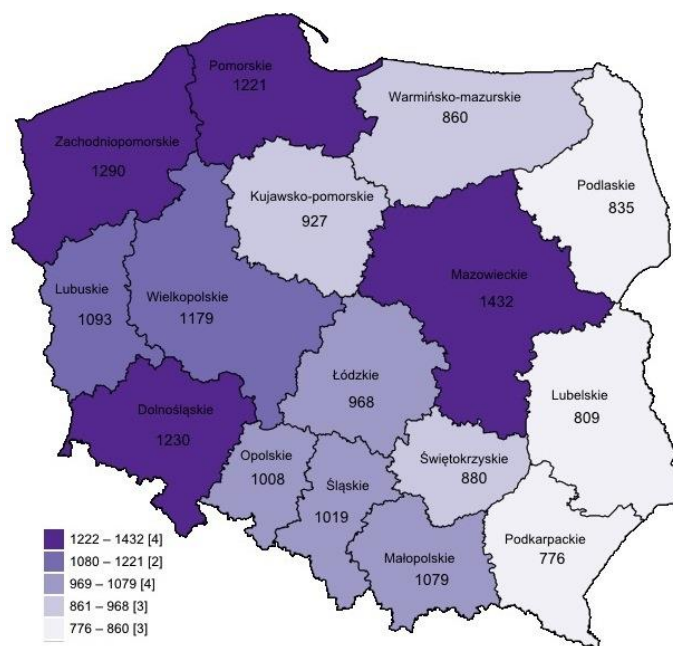 Pomorskie
1221
Warmińsko-mazurskie
860
Zachodniopomorskie
1290
Podlaskie
835
Kujawsko-pomorskie
927
Mazowieckie
1432
Lubuskie
1093
Wielkopolskie
1179
Łódzkie
968
Lubelskie
809
Dolnośląskie
1230
Opolskie
1008
Śląskie
1019
Świętokrzyskie
880
Małopolskie
1079
Podkarpackie
776
1222 – 1432 [4]
1080 – 1221 [2]
969 – 1079 [4]
861 – 968 [3]
776 – 860 [3]